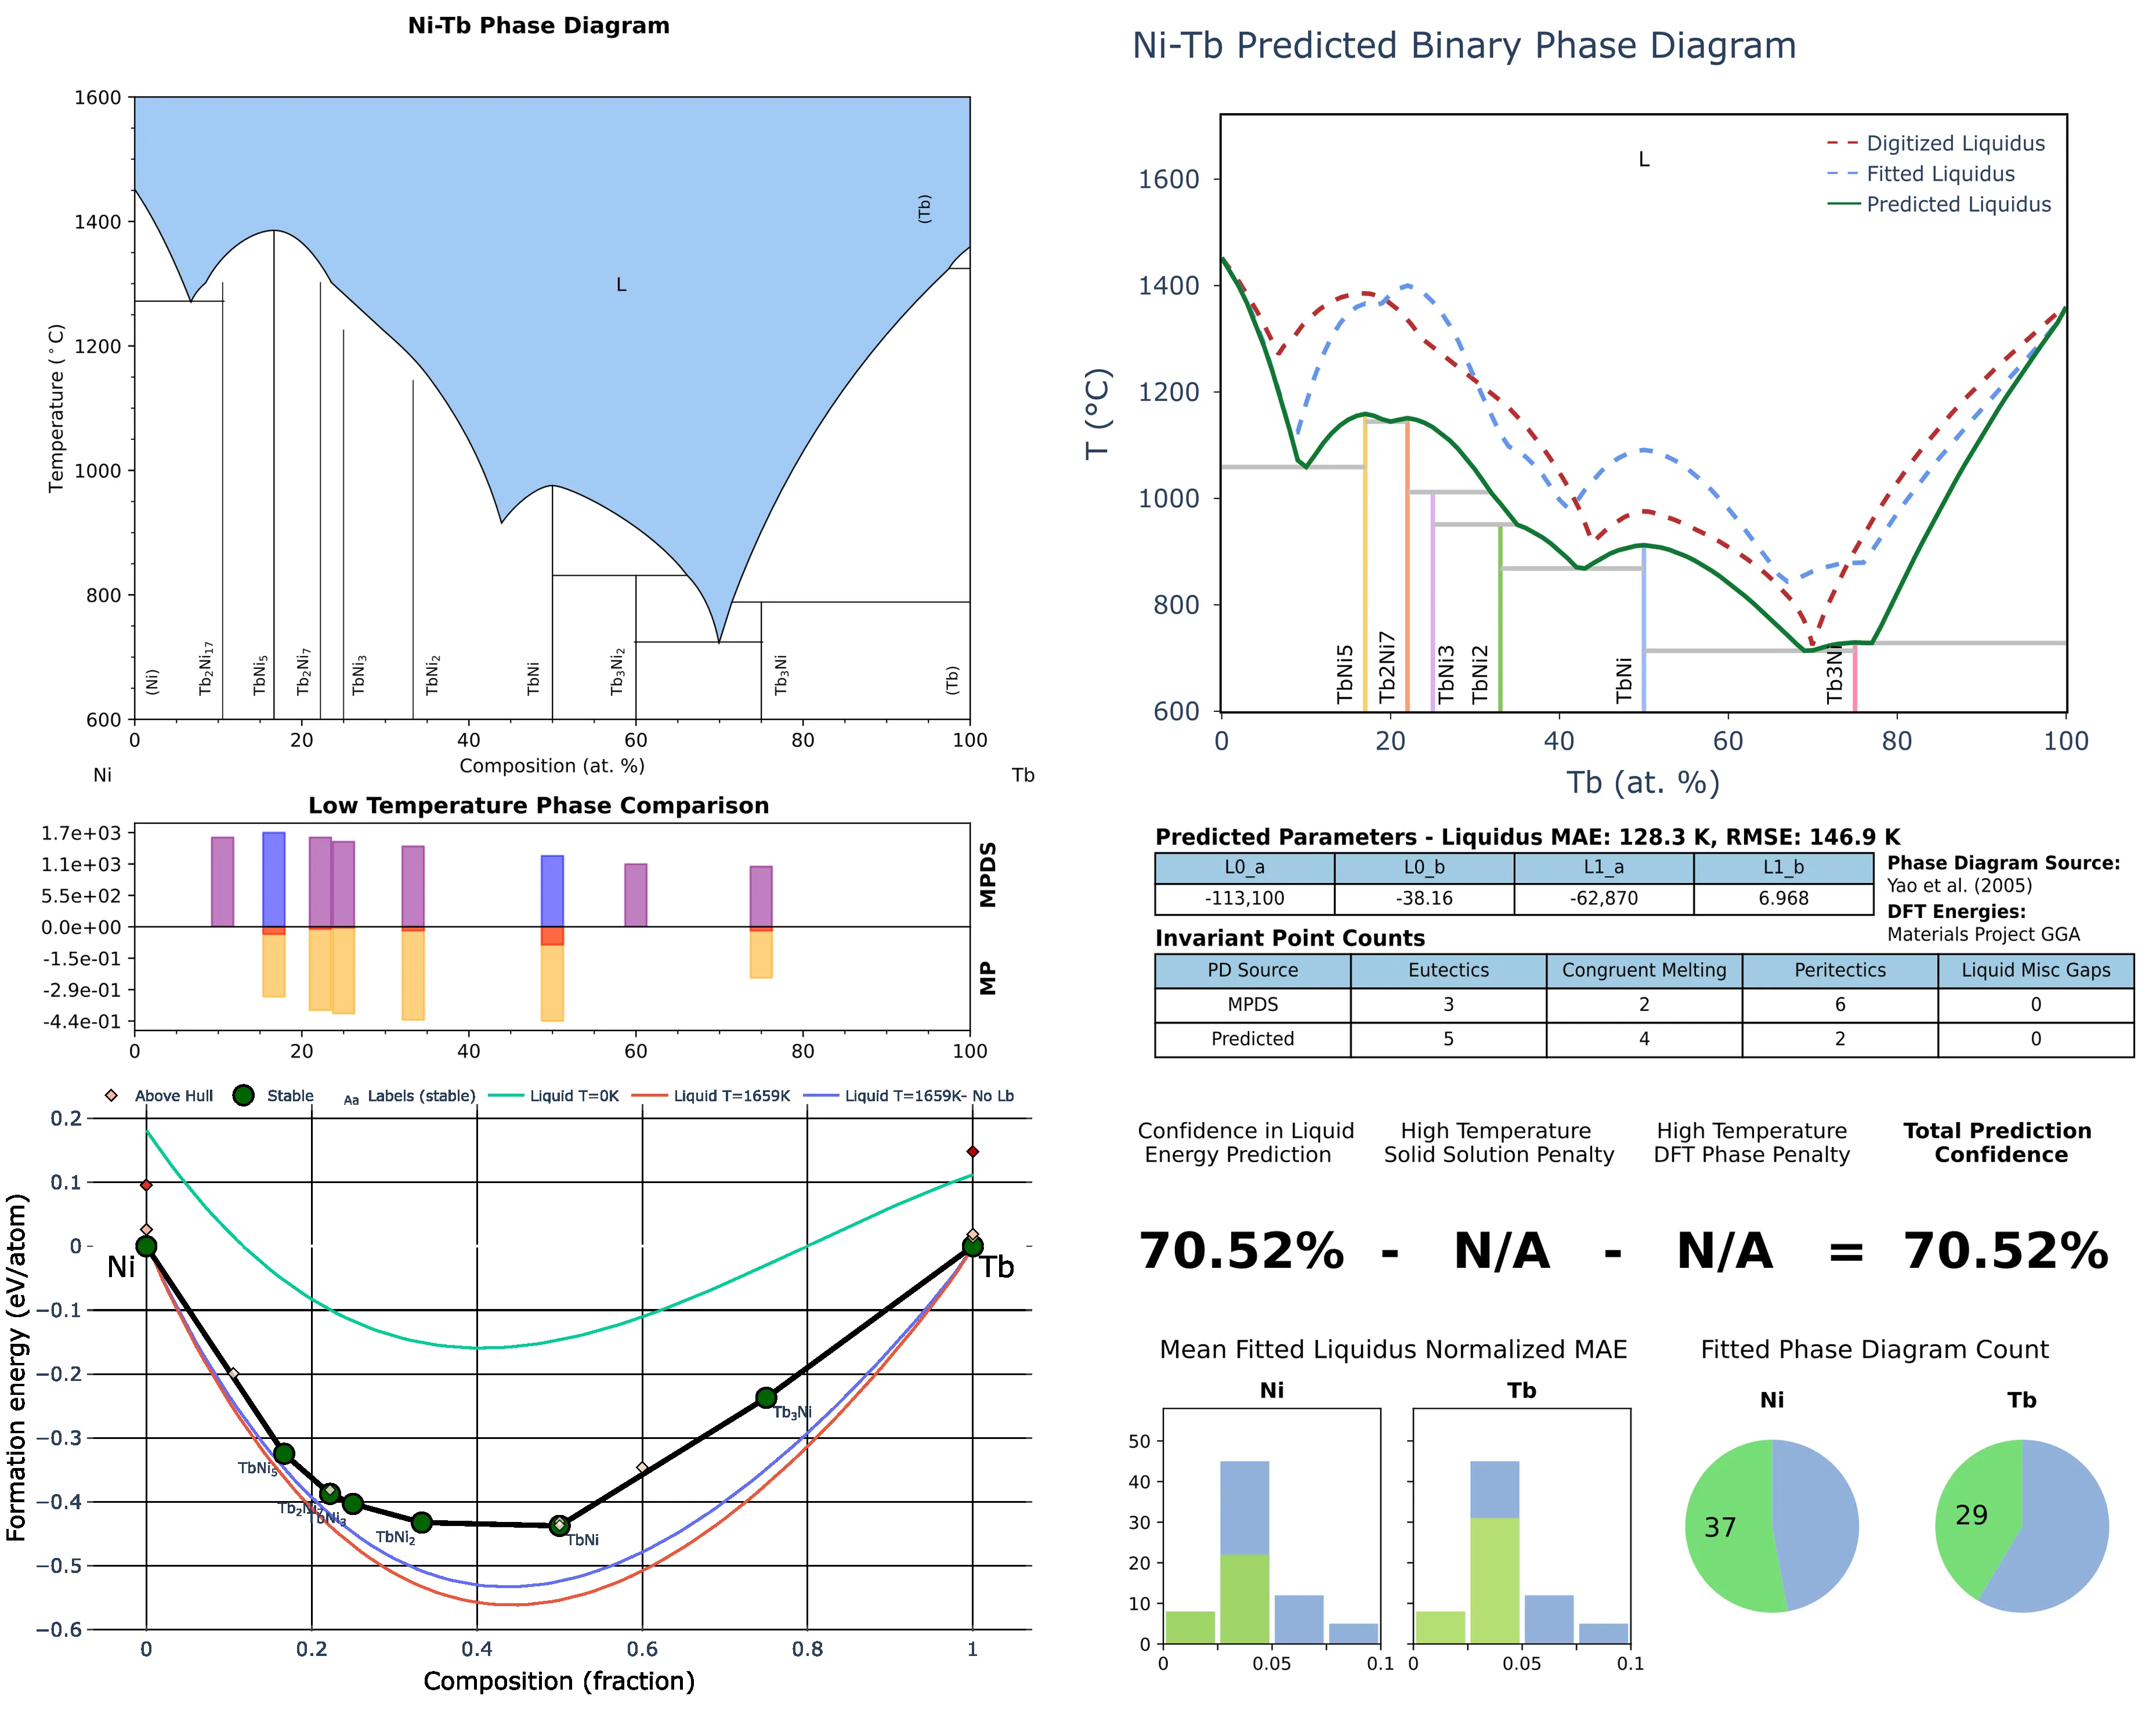 Ni-Tb Phase Diagram
1600
1400
1200
1000
800
600
Temperature (°C)
L
(Tb)
(Ni)
Tb₂Ni₁₇
TbNi₅
Tb₂Ni₇
TbNi₃
TbNi₂
TbNi
Tb₃Ni₂
Tb₃Ni
(Tb)
0 20 40 60 80 100
Composition (at. %)
Ni Tb
Low Temperature Phase Comparison
1.7e+03
1.1e+03
5.5e+02
0.0e+00
-1.5e-01
-2.9e-01
-4.4e-01
MPDS
MP
0 20 40 60 80 100
Above Hull Stable Aa Labels (stable) Liquid T=0K Liquid T=1659K Liquid T=1659K- No Lb
0.2
0.1
0
−0.1
−0.2
−0.3
−0.4
−0.5
−0.6
Formation energy (eV/atom)
Ni
Tb
TbNi₅
Tb₂Ni₇
TbNi₃
TbNi₂
TbNi
Tb₃Ni
0 0.2 0.4 0.6 0.8 1
Composition (fraction)
Ni-Tb Predicted Binary Phase Diagram
L
Digitized Liquidus
Fitted Liquidus
Predicted Liquidus
1600
1400
1200
1000
800
600
T (°C)
TbNi5
Tb2Ni7
TbNi3
TbNi2
TbNi
Tb3Ni
0 20 40 60 80 100
Tb (at. %)
Predicted Parameters - Liquidus MAE: 128.3 K, RMSE: 146.9 K
L0_a L0_b L1_a L1_b
-113,100 -38.16 -62,870 6.968
Phase Diagram Source:
Yao et al. (2005)
DFT Energies:
Materials Project GGA
Invariant Point Counts
PD Source Eutectics Congruent Melting Peritectics Liquid Misc Gaps
MPDS 3 2 6 0
Predicted 5 4 2 0
Confidence in Liquid
Energy Prediction
High Temperature
Solid Solution Penalty
High Temperature
DFT Phase Penalty
Total Prediction
Confidence
70.52% - N/A - N/A = 70.52%
Mean Fitted Liquidus Normalized MAE
Ni Tb
50
40
30
20
10
0
0 0.05 0.1
0 0.05 0.1
Fitted Phase Diagram Count
Ni Tb
37
29